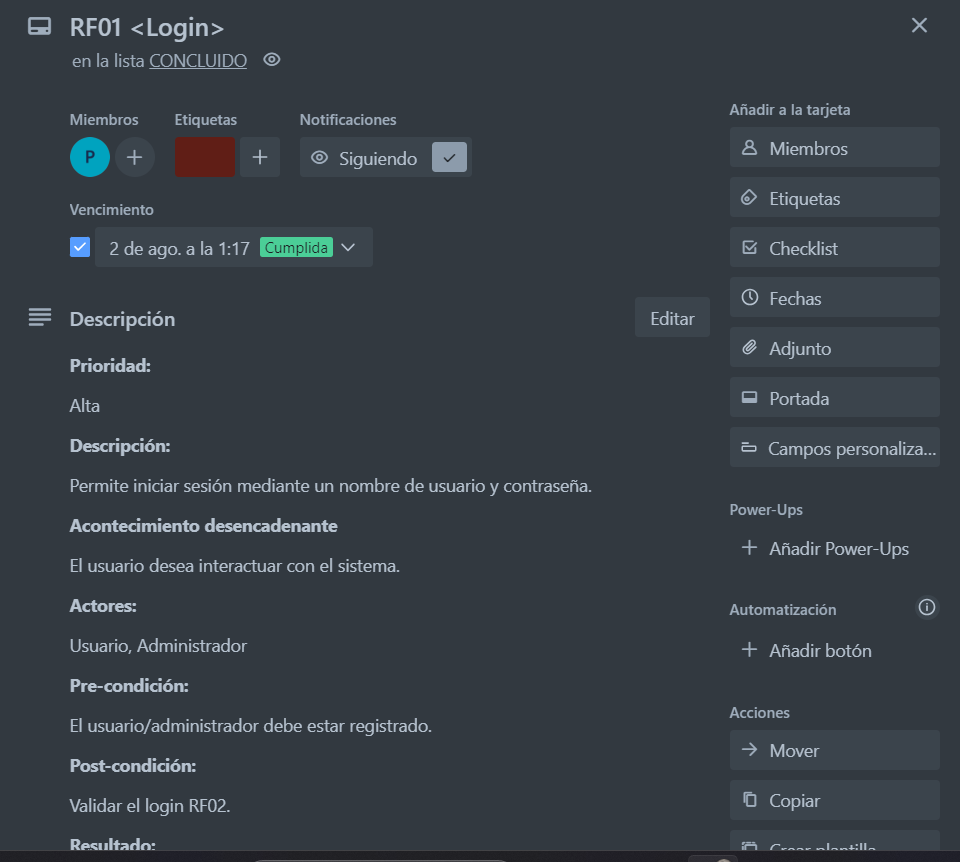 RF01 <Login>
en la lista CONCLUIDO
Miembros
Etiquetas
Notificaciones
P
Siguiendo
Vencimiento
2 de ago. a la 1:17 Cumplida
Descripción
Editar
Prioridad:
Alta
Descripción:
Permite iniciar sesión mediante un nombre de usuario y contraseña.
Acontecimiento desencadenante
El usuario desea interactuar con el sistema.
Actores:
Usuario, Administrador
Pre-condición:
El usuario/administrador debe estar registrado.
Post-condición:
Validar el login RF02.
Resultado:
Añadir a la tarjeta
Miembros
Etiquetas
Checklist
Fechas
Adjunto
Portada
Campos personaliza...
Power-Ups
+ Añadir Power-Ups
Automatización
+ Añadir botón
Acciones
Mover
Copiar
Crear plantilla